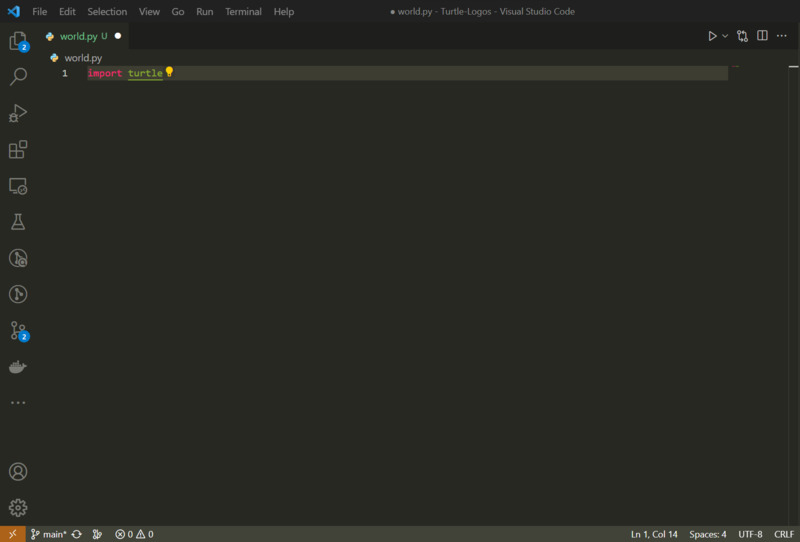 File Edit Selection View Go Run Terminal Help ● world.py - Turtle-Logos - Visual Studio Code
2
world.py U ●
world.py
1 import turtle
2
main* 0 0 Ln 1, Col 14 Spaces: 4 UTF-8 CRLF